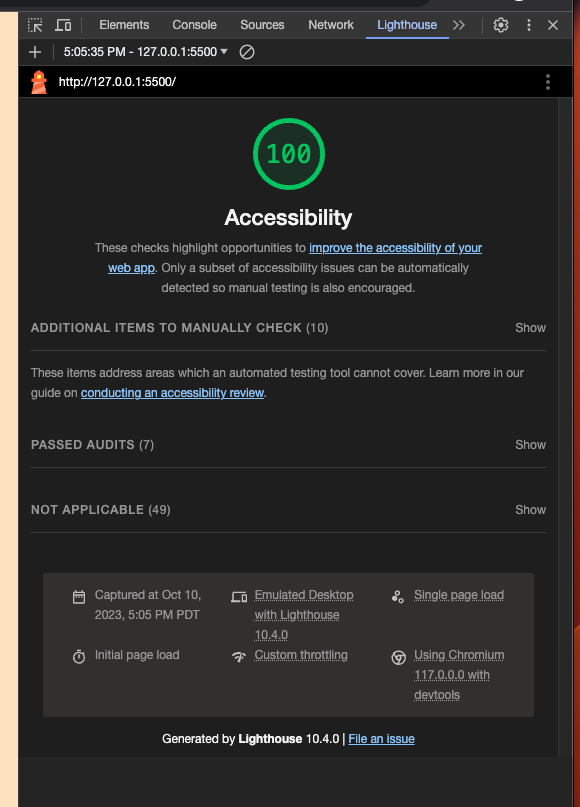 Elements Console Sources Network Lighthouse
5:05:35 PM - 127.0.0.1:5500
http://127.0.0.1:5500/
100
Accessibility
These checks highlight opportunities to improve the accessibility of your
web app. Only a subset of accessibility issues can be automatically
detected so manual testing is also encouraged.
ADDITIONAL ITEMS TO MANUALLY CHECK (10) Show
These items address areas which an automated testing tool cannot cover. Learn more in our
guide on conducting an accessibility review.
PASSED AUDITS (7) Show
NOT APPLICABLE (49) Show
Captured at Oct 10,
2023, 5:05 PM PDT
Emulated Desktop
with Lighthouse
10.4.0
Single page load
Initial page load
Custom throttling
Using Chromium
117.0.0.0 with
devtools
Generated by Lighthouse 10.4.0 | File an issue